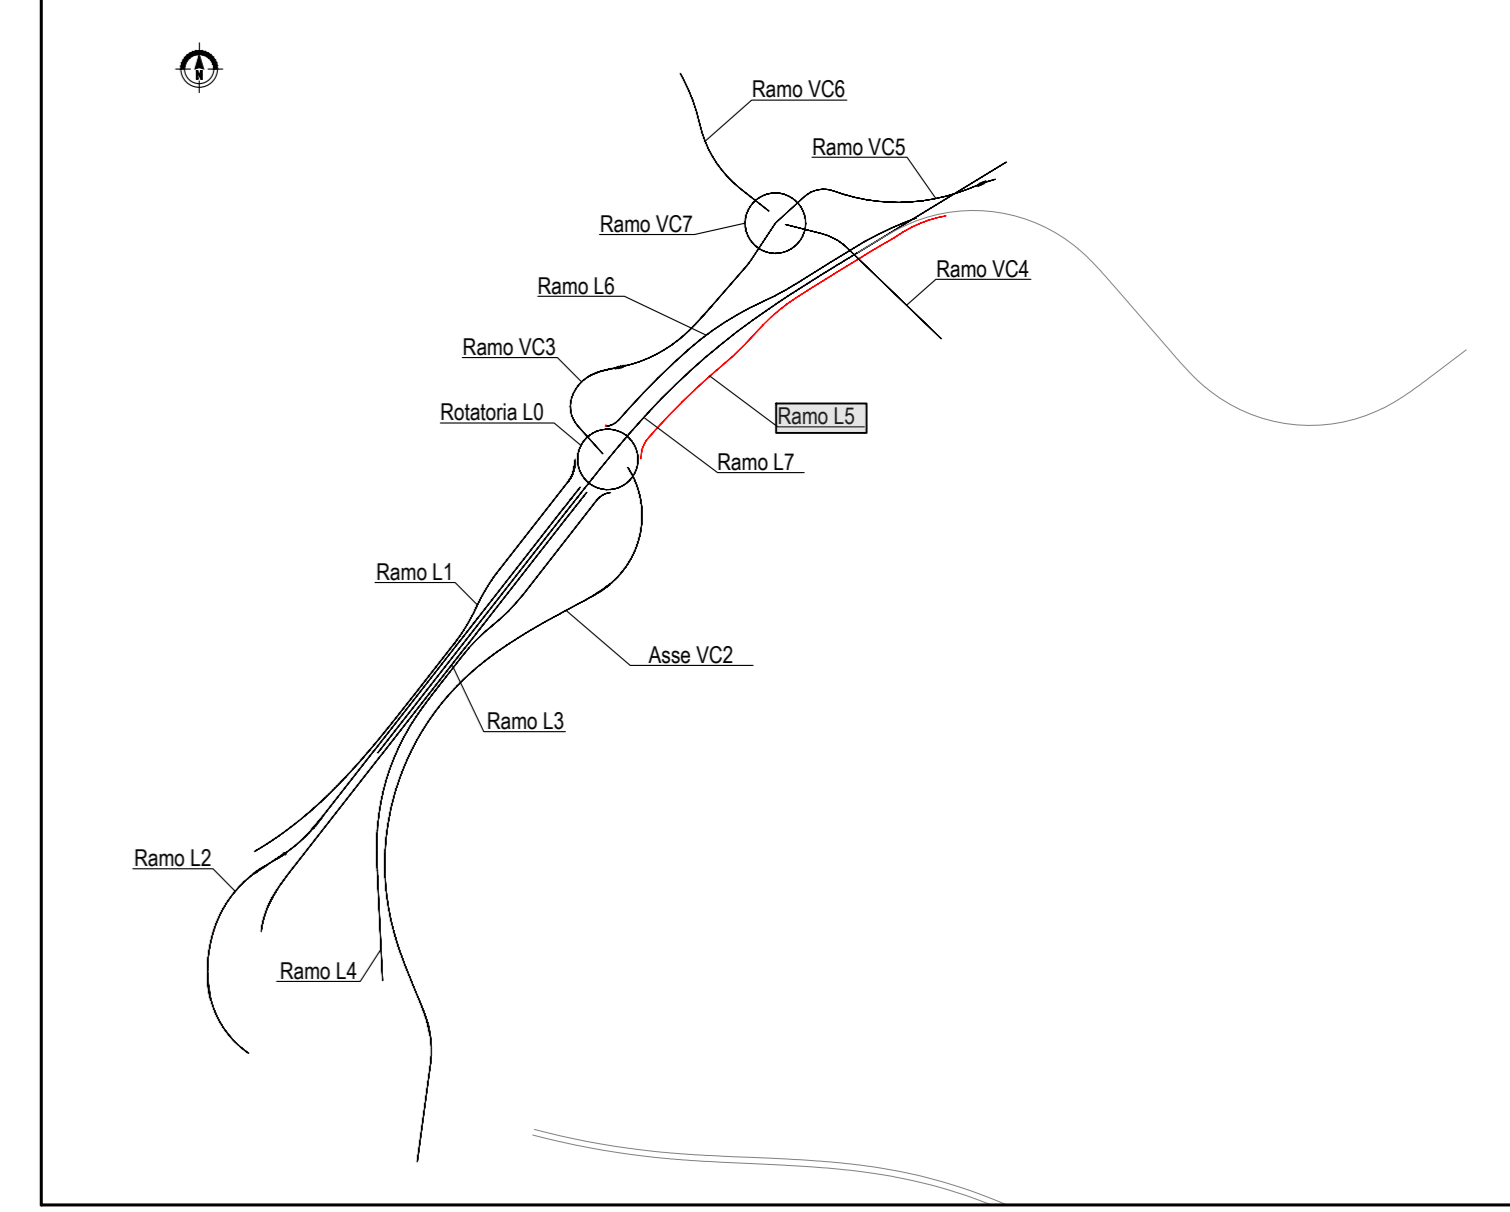 N
Ramo VC6
Ramo VC5
Ramo VC7
Ramo VC4
Ramo L6
Ramo VC3
Rotatoria L0
Ramo L5
Ramo L7
Ramo L1
Asse VC2
Ramo L3
Ramo L2
Ramo L4